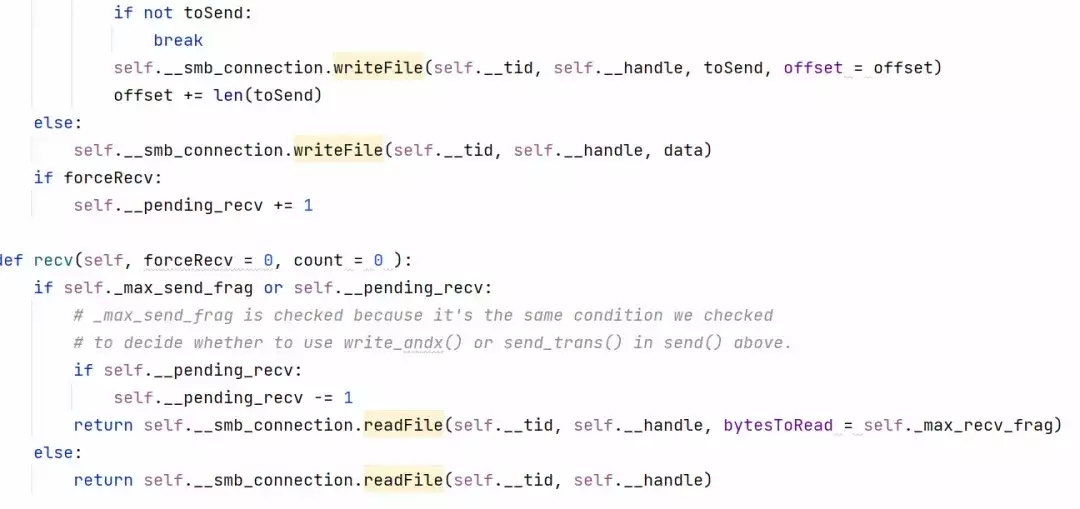 if not toSend:
break
self.__smb_connection.writeFile(self.__tid, self.__handle, toSend, offset = offset)
offset += len(toSend)
else:
self.__smb_connection.writeFile(self.__tid, self.__handle, data)
if forceRecv:
self.__pending_recv += 1
def recv(self, forceRecv = 0, count = 0 ):
if self._max_send_frag or self.__pending_recv:
# _max_send_frag is checked because it's the same condition we checked
# to decide whether to use write_andx() or send_trans() in send() above.
if self.__pending_recv:
self.__pending_recv -= 1
return self.__smb_connection.readFile(self.__tid, self.__handle, bytesToRead = self._max_recv_frag)
else:
return self.__smb_connection.readFile(self.__tid, self.__handle)